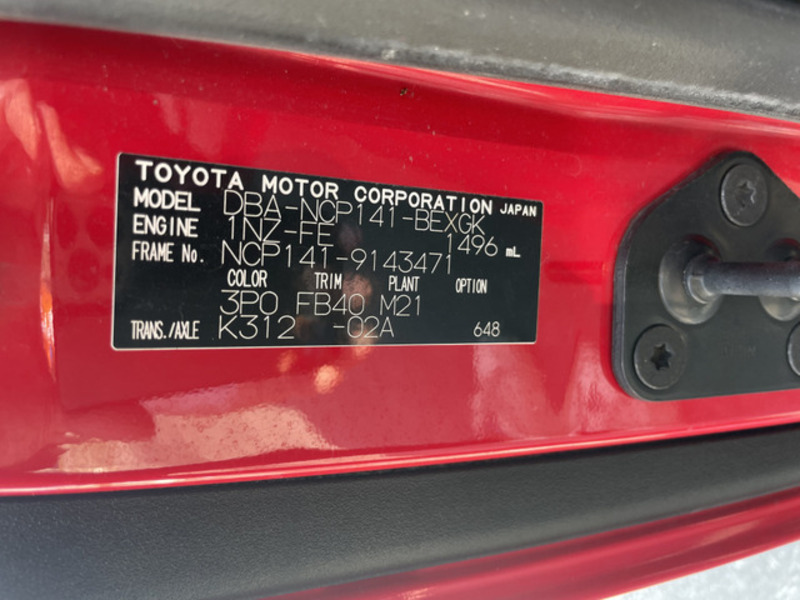 TOYOTA MOTOR CORPORATION JAPAN
MODEL DBA-NCP141-BEXGK
ENGINE 1NZ-FE 1496 mL
FRAME No. NCP141-9143471
COLOR TRIM PLANT OPTION
3P0 FB40 M21
TRANS./AXLE K312 -02A 648